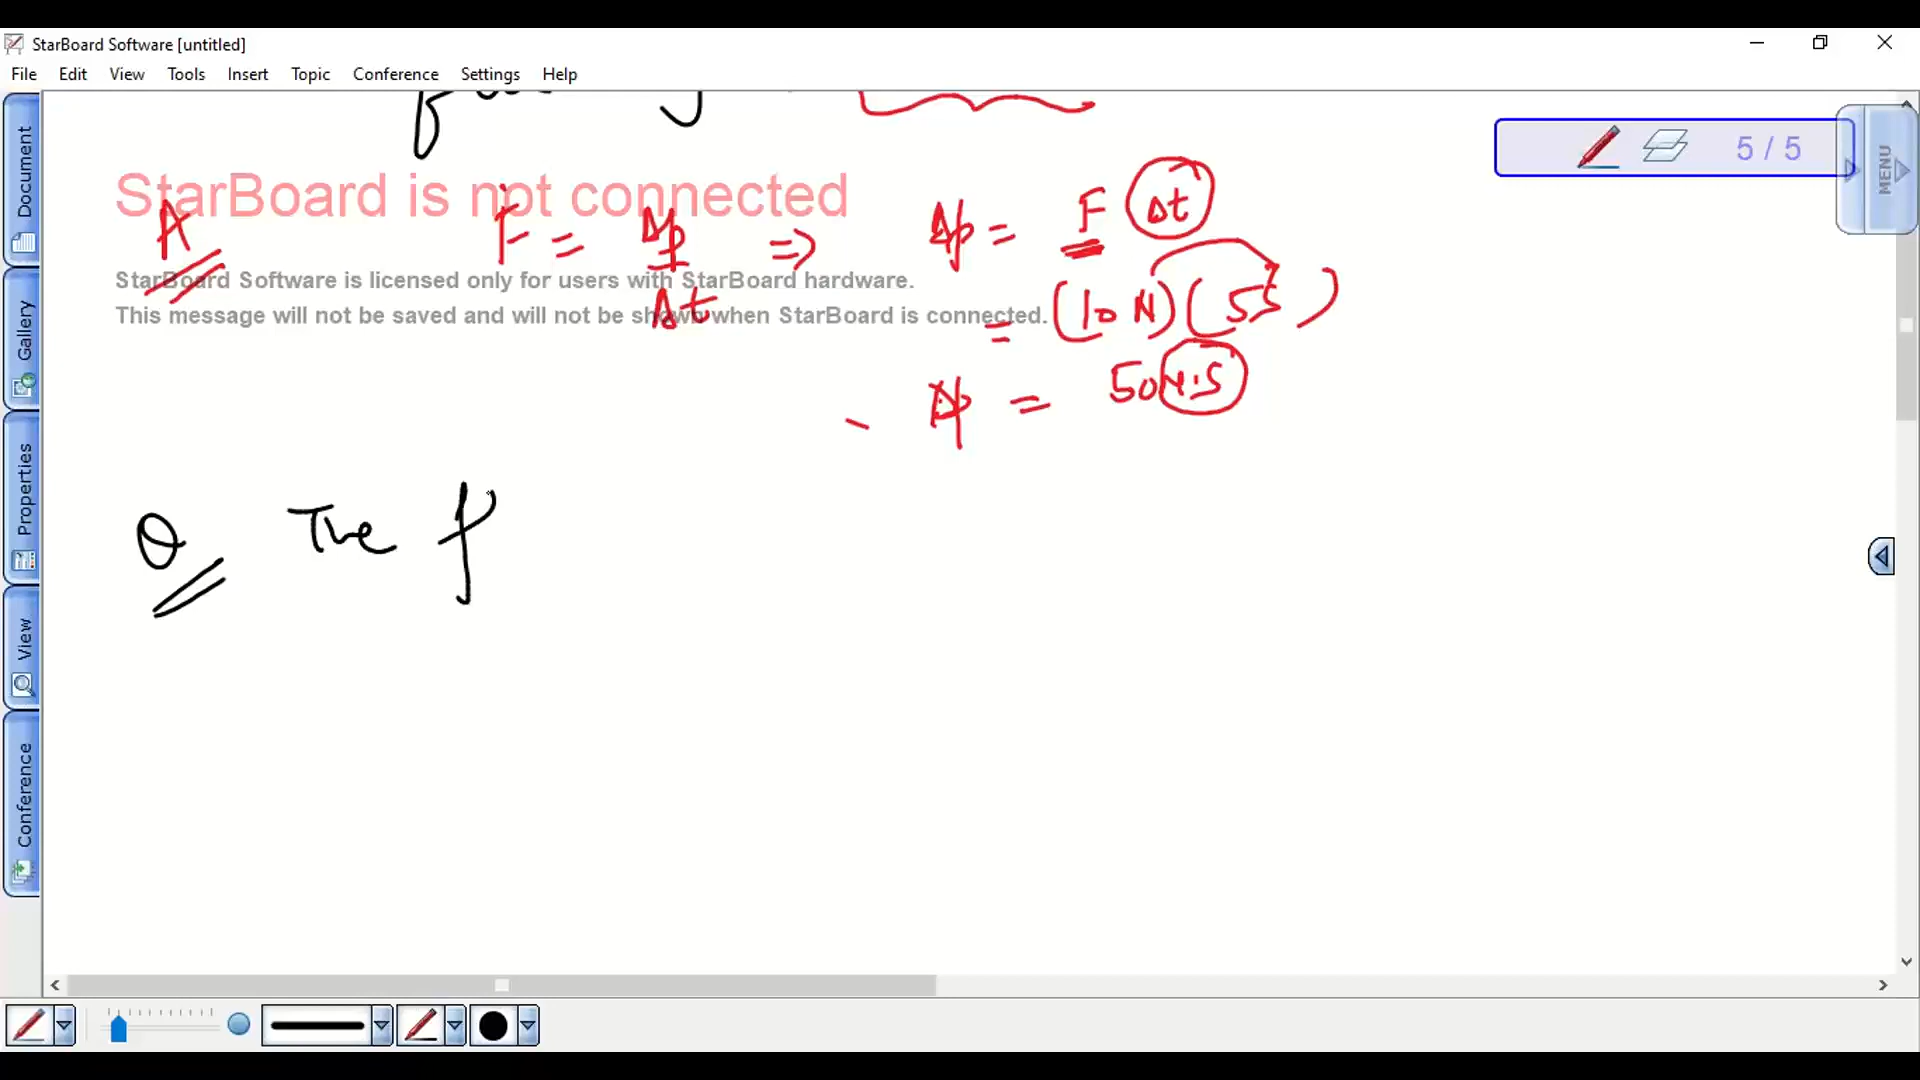 StarBoard Software [untitled]
File Edit View Tools Insert Topic Conference Settings Help
Document
Gallery
Properties
View
Conference
5 / 5
MENU
StarBoard is not connected
StarBoard Software is licensed only for users with StarBoard hardware.
This message will not be saved and will not be shown when StarBoard is connected.
A F = Δp / Δt => Δp = F Δt
= (10 N) (5s)
Δp = 50 N.s
Q The f